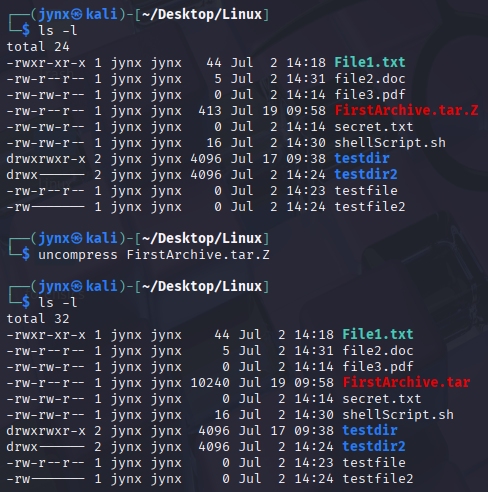 ┌──(jynx㉿kali)-[~/Desktop/Linux]
└─$ ls -l
total 24
-rwxr-xr-x 1 jynx jynx   44 Jul  2 14:18 File1.txt
-rw-r--r-- 1 jynx jynx    5 Jul  2 14:31 file2.doc
-rw-r--r-- 1 jynx jynx    0 Jul  2 14:14 file3.pdf
-rw-r--r-- 1 jynx jynx  413 Jul 19 09:58 FirstArchive.tar.Z
-rw-rw-r-- 1 jynx jynx    0 Jul  2 14:14 secret.txt
-rw-r--r-- 1 jynx jynx   16 Jul  2 14:30 shellScript.sh
drwxrwxr-x 2 jynx jynx 4096 Jul 17 09:38 testdir
drwx------ 2 jynx jynx 4096 Jul  2 14:24 testdir2
-rw-r--r-- 1 jynx jynx    0 Jul  2 14:23 testfile
-rw------- 1 jynx jynx    0 Jul  2 14:24 testfile2
┌──(jynx㉿kali)-[~/Desktop/Linux]
└─$ uncompress FirstArchive.tar.Z
┌──(jynx㉿kali)-[~/Desktop/Linux]
└─$ ls -l
total 32
-rwxr-xr-x 1 jynx jynx    44 Jul  2 14:18 File1.txt
-rw-r--r-- 1 jynx jynx     5 Jul  2 14:31 file2.doc
-rw-r--r-- 1 jynx jynx     0 Jul  2 14:14 file3.pdf
-rw-r--r-- 1 jynx jynx 10240 Jul 19 09:58 FirstArchive.tar
-rw-rw-r-- 1 jynx jynx     0 Jul  2 14:14 secret.txt
-rw-r--r-- 1 jynx jynx    16 Jul  2 14:30 shellScript.sh
drwxrwxr-x 2 jynx jynx  4096 Jul 17 09:38 testdir
drwx------ 2 jynx jynx  4096 Jul  2 14:24 testdir2
-rw-r--r-- 1 jynx jynx     0 Jul  2 14:23 testfile
-rw------- 1 jynx jynx     0 Jul  2 14:24 testfile2